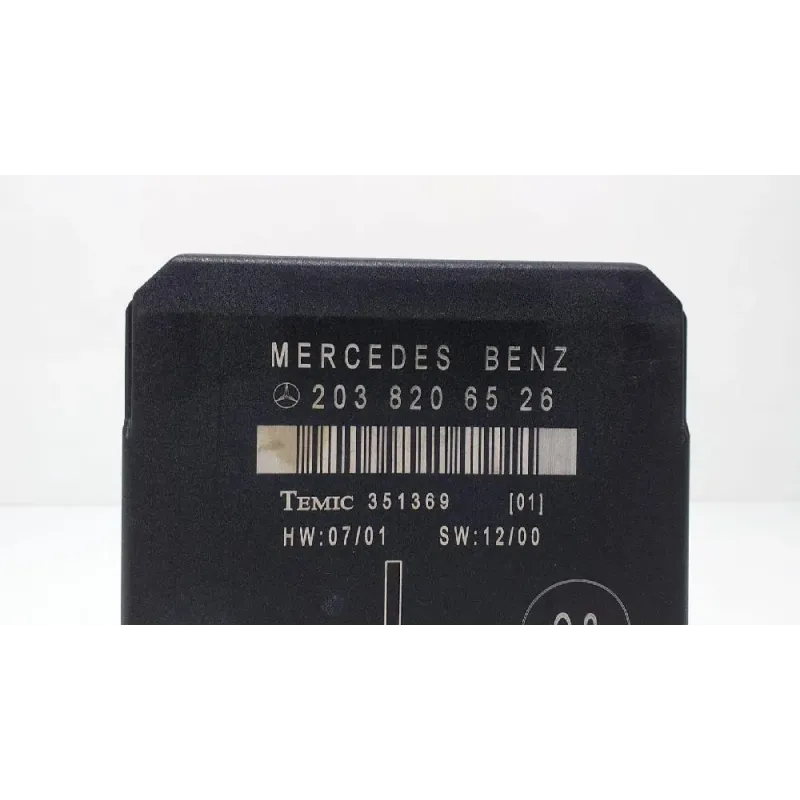 MERCEDES BENZ
203 820 65 26
TEMIC 351369 [01]
HW:07/01 SW:12/00